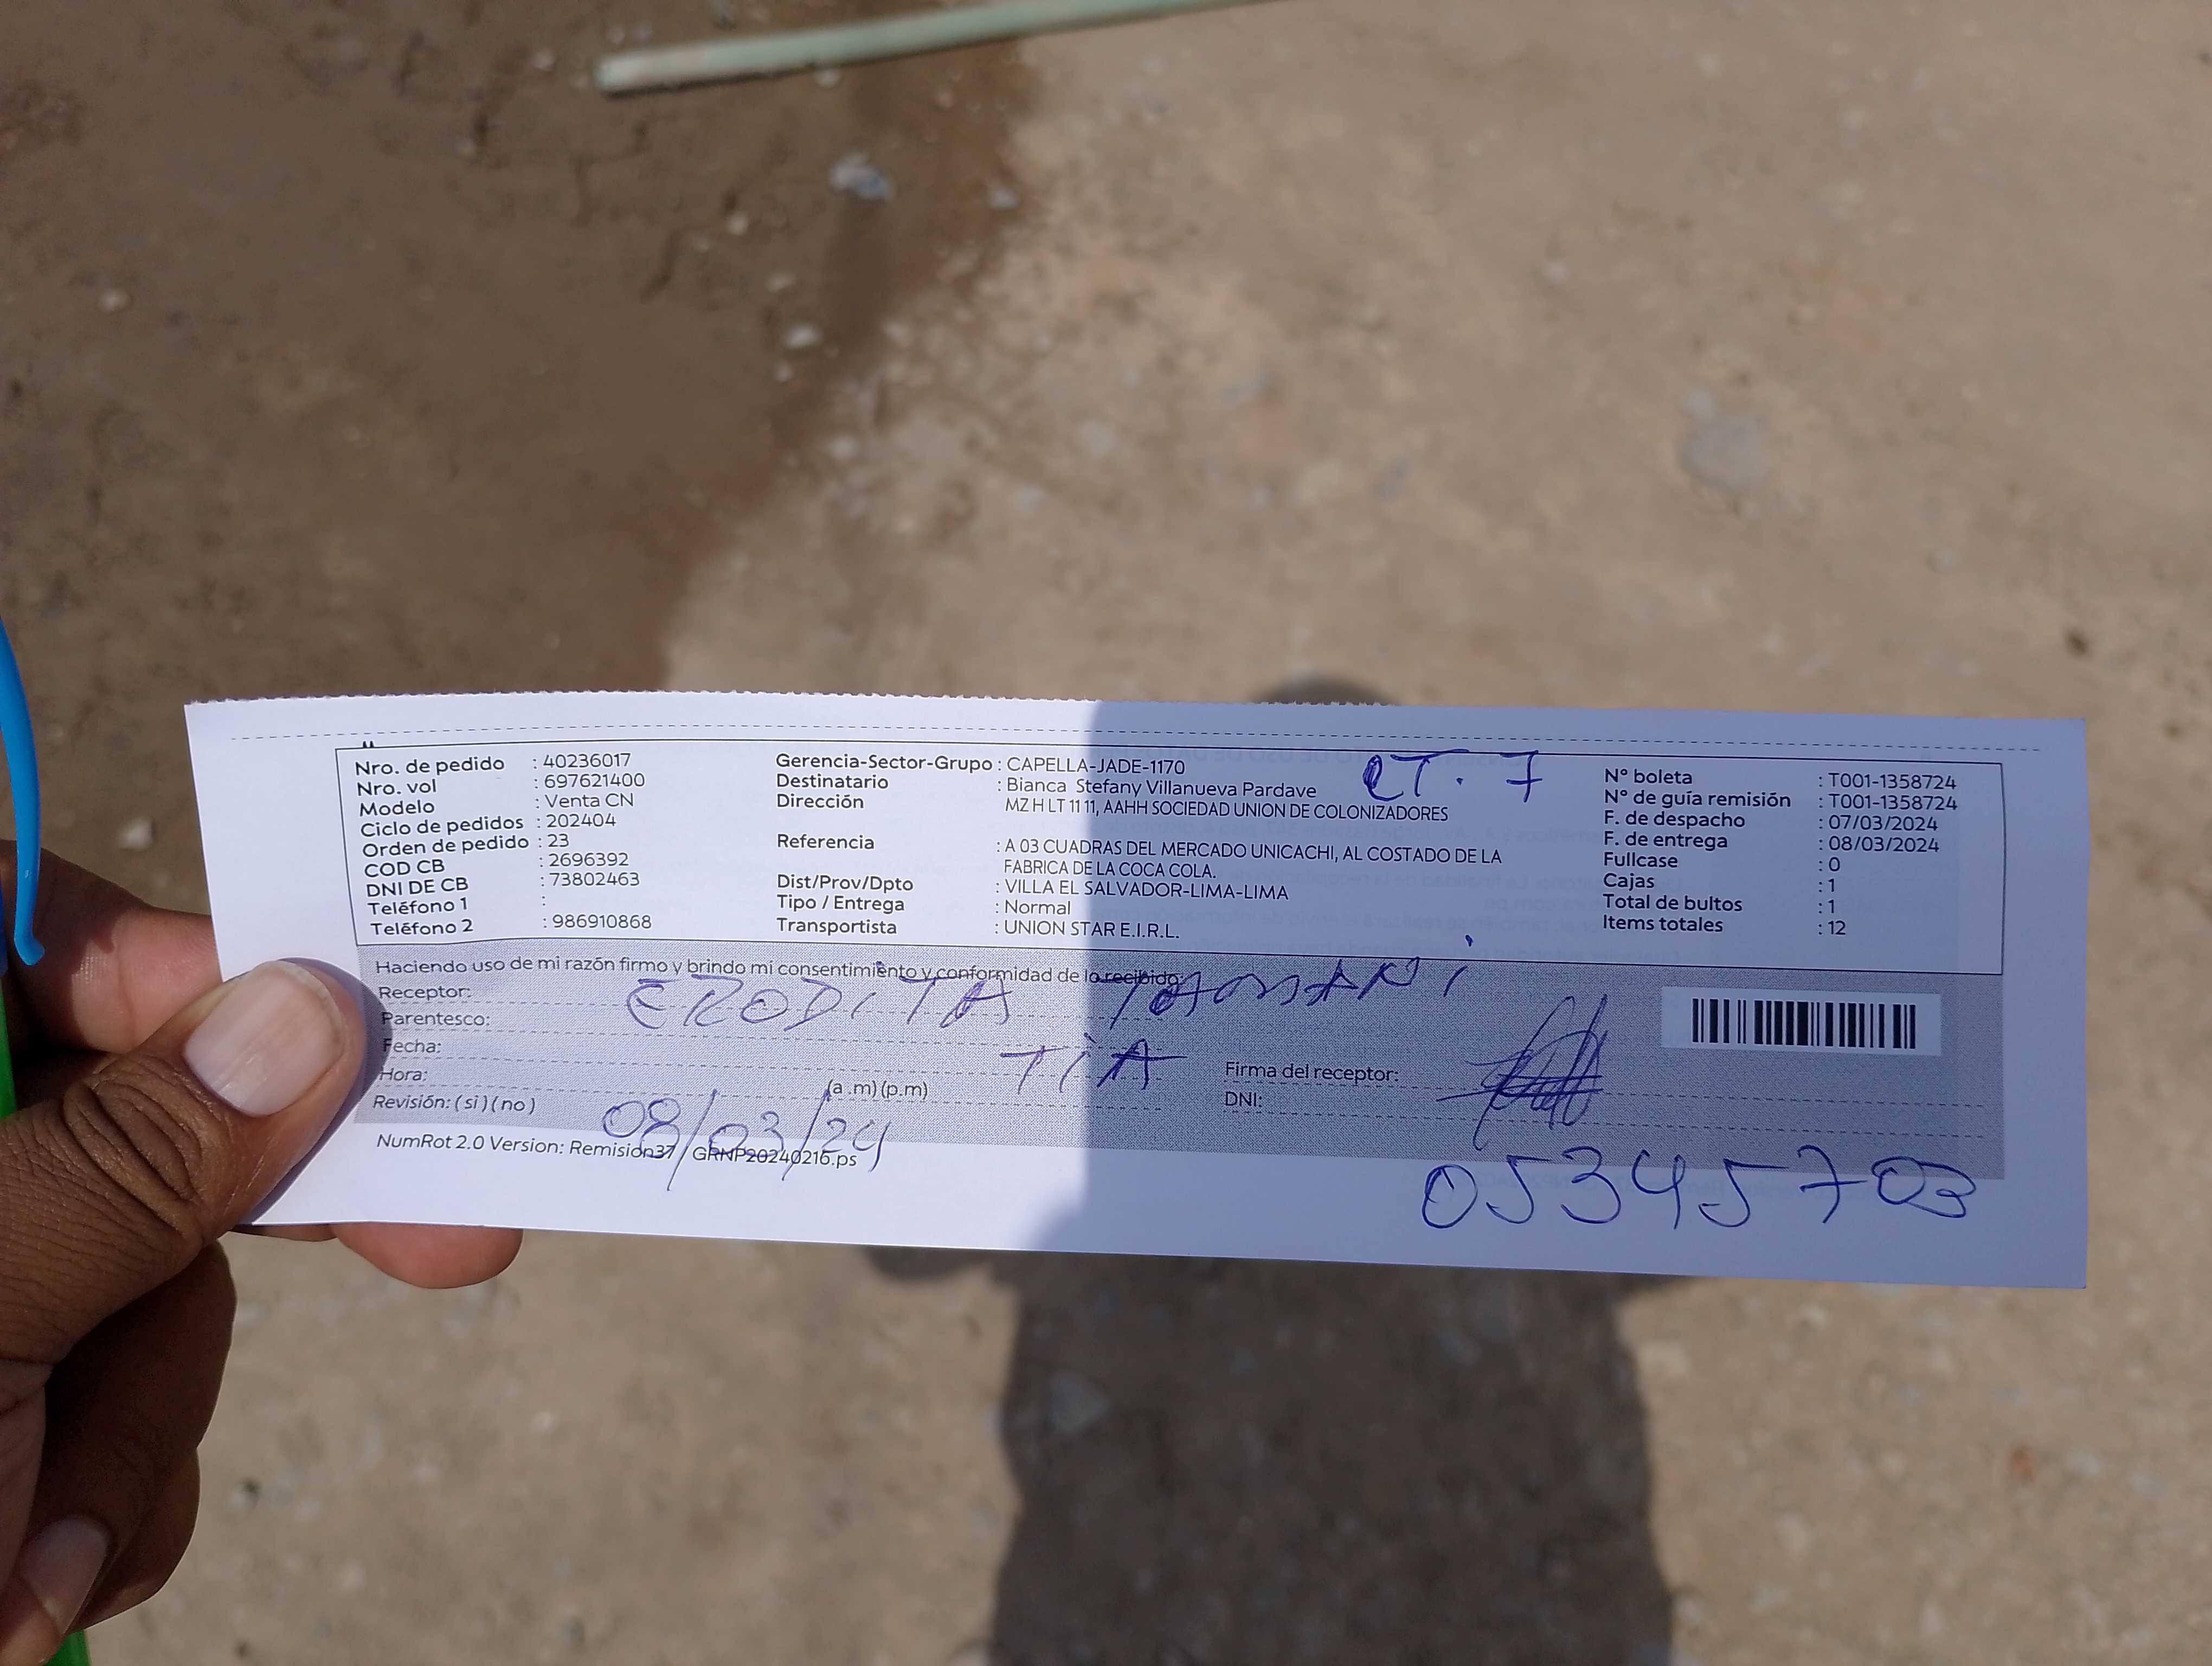 Nro. de pedido : 40236017
Nro. vol : 697621400
Modelo : Venta CN
Ciclo de pedidos : 202404
Orden de pedido : 23
COD CB : 2696392
DNI DE CB : 73802463
Teléfono 1 :
Teléfono 2 : 986910868
Gerencia-Sector-Grupo : CAPELLA-JADE-1170
Destinatario : Bianca Stefany Villanueva Pardave
Dirección MZ H LT 11 11, AAHH SOCIEDAD UNION DE COLONIZADORES
Referencia : A 03 CUADRAS DEL MERCADO UNICACHI, AL COSTADO DE LA
FABRICA DE LA COCA COLA.
Dist/Prov/Dpto : VILLA EL SALVADOR-LIMA-LIMA
Tipo / Entrega : Normal
Transportista : UNION STAR E.I.R.L.
CT. 7
N° boleta : T001-1358724
N° de guía remisión : T001-1358724
F. de despacho : 07/03/2024
F. de entrega : 08/03/2024
Fullcase : 0
Cajas : 1
Total de bultos : 1
Items totales : 12
Haciendo uso de mi razón firmo y brindo mi consentimiento y conformidad de lo recibido:
Receptor: ERODITA
Parentesco: TIA
Fecha: 08/03/24
Hora: (a .m) (p.m)
Revisión: ( si ) ( no )
Firma del receptor:
DNI: 05345703
NumRot 2.0 Version: Remision37 GRNP20240216.ps